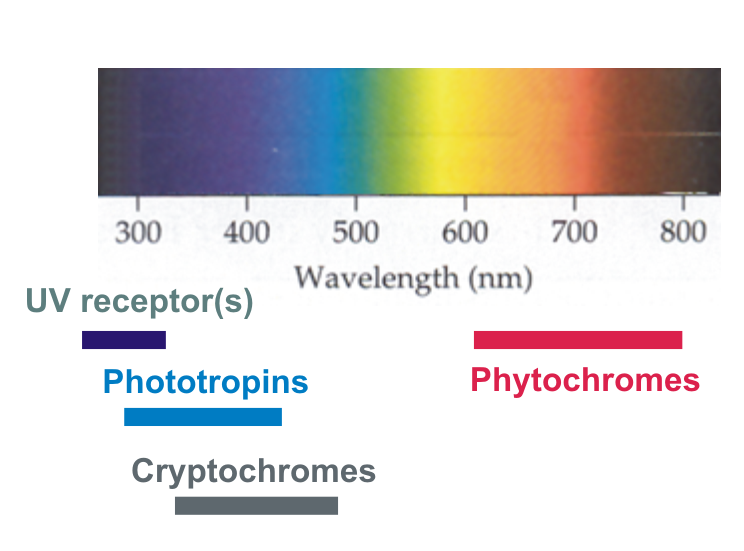 300 400 500 600 700 800
Wavelength (nm)
UV receptor(s)
Phototropins
Phytochromes
Cryptochromes